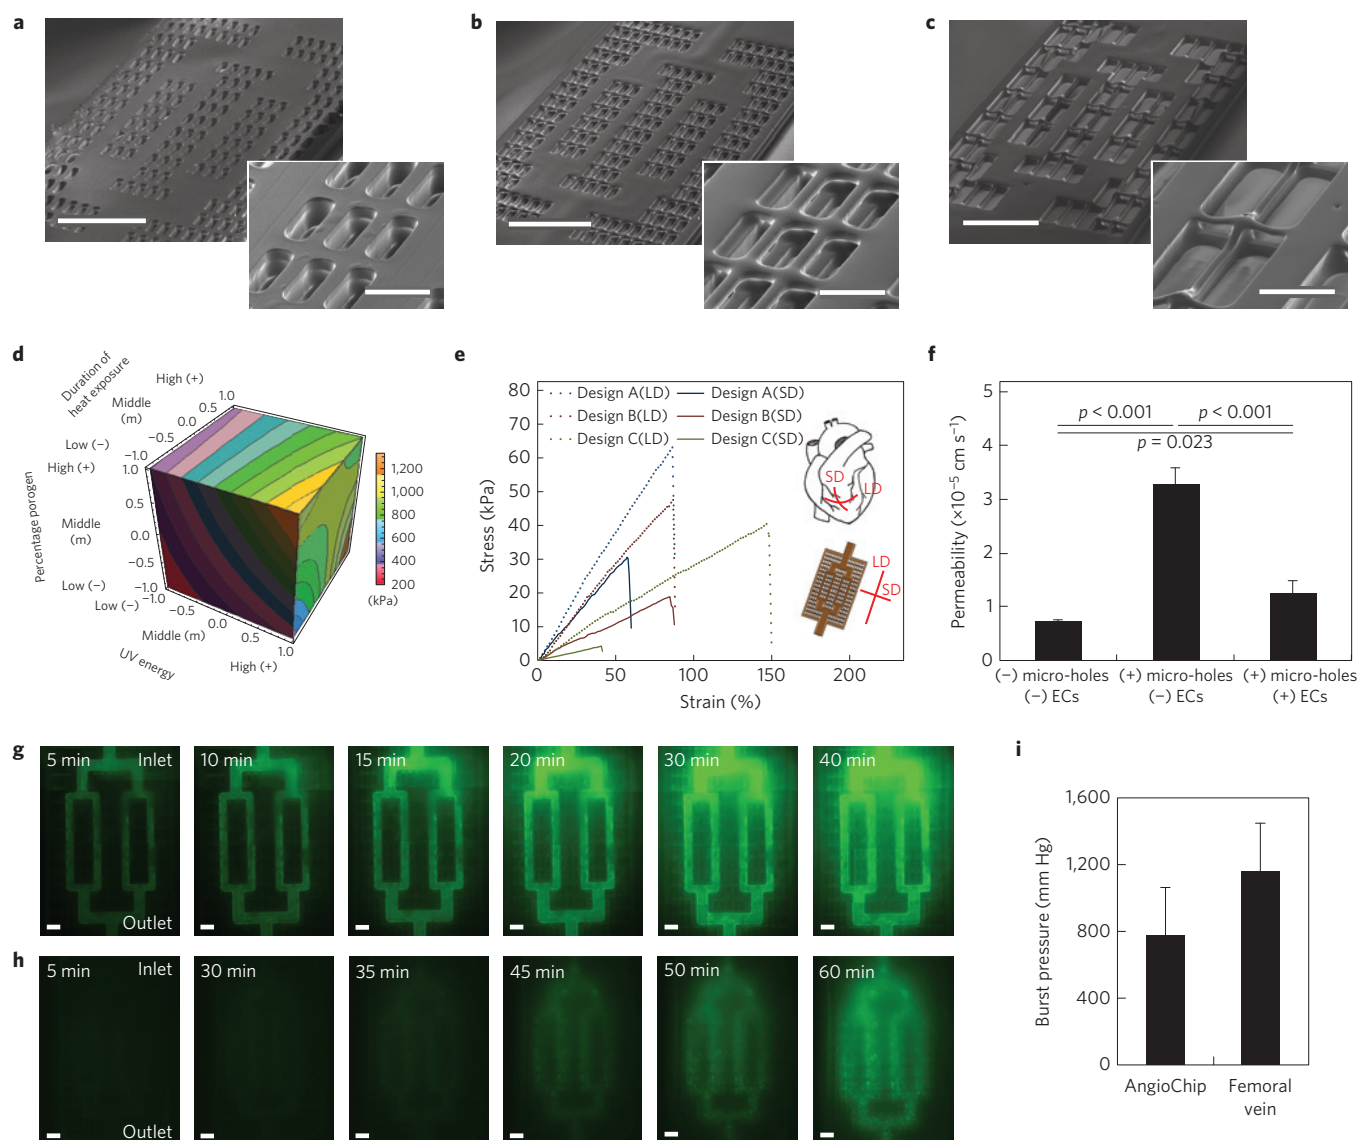 a
b
c
d
Duration of
heat exposure
High (+)
Middle
(m)
Low (−)
1.0
0.5
0.0
−0.5
−1.0
Percentage porogen
High (+)
Middle
(m)
Low (−)
1.0
0.5
0.0
−0.5
−1.0
Low (−)
Middle (m)
High (+)
−1.0
−0.5
0.0
0.5
1.0
UV energy
1,200
1,000
800
600
400
200
(kPa)
e
Stress (kPa)
80
70
60
50
40
30
20
10
0
Design A(LD)
Design A(SD)
Design B(LD)
Design B(SD)
Design C(LD)
Design C(SD)
SD
LD
LD
SD
0
50
100
150
200
Strain (%)
f
Permeability (×10−5 cm s−1)
5
4
3
2
1
0
p < 0.001
p < 0.001
p = 0.023
(−) micro-holes
(−) ECs
(+) micro-holes
(−) ECs
(+) micro-holes
(+) ECs
g
5 min
Inlet
Outlet
10 min
15 min
20 min
30 min
40 min
h
5 min
Inlet
Outlet
30 min
35 min
45 min
50 min
60 min
i
Burst pressure (mm Hg)
1,600
1,200
800
400
0
AngioChip
Femoral
vein